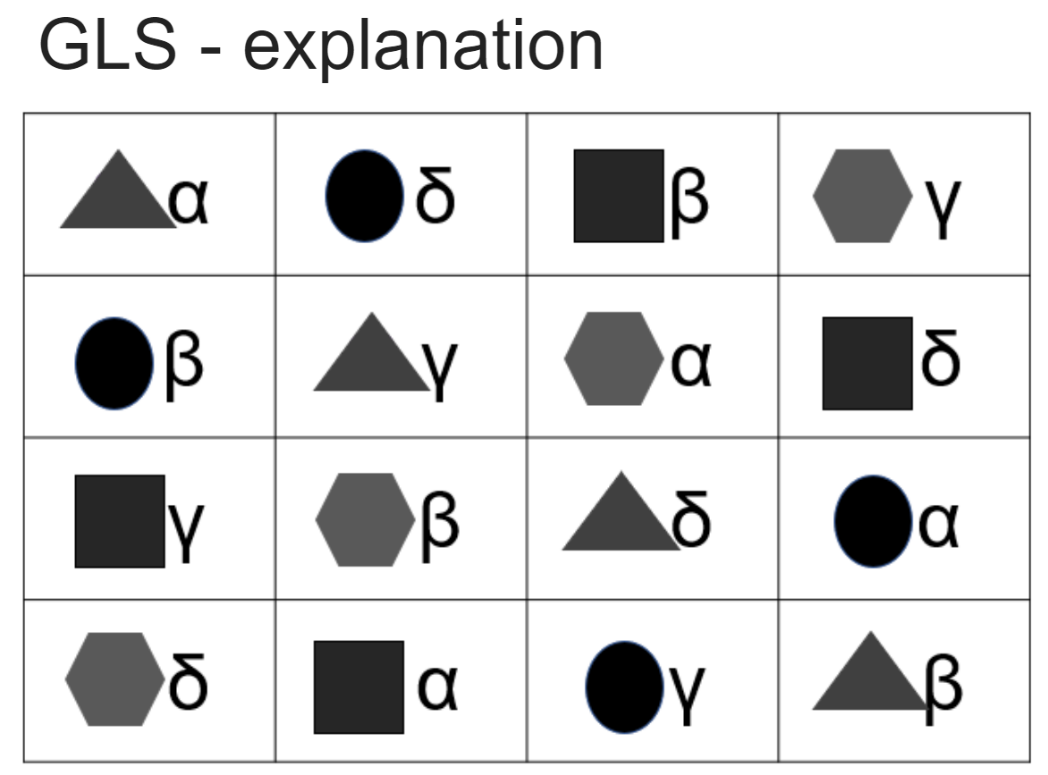 GLS - explanation
α δ β γ
β γ α δ
γ β δ α
δ α γ β